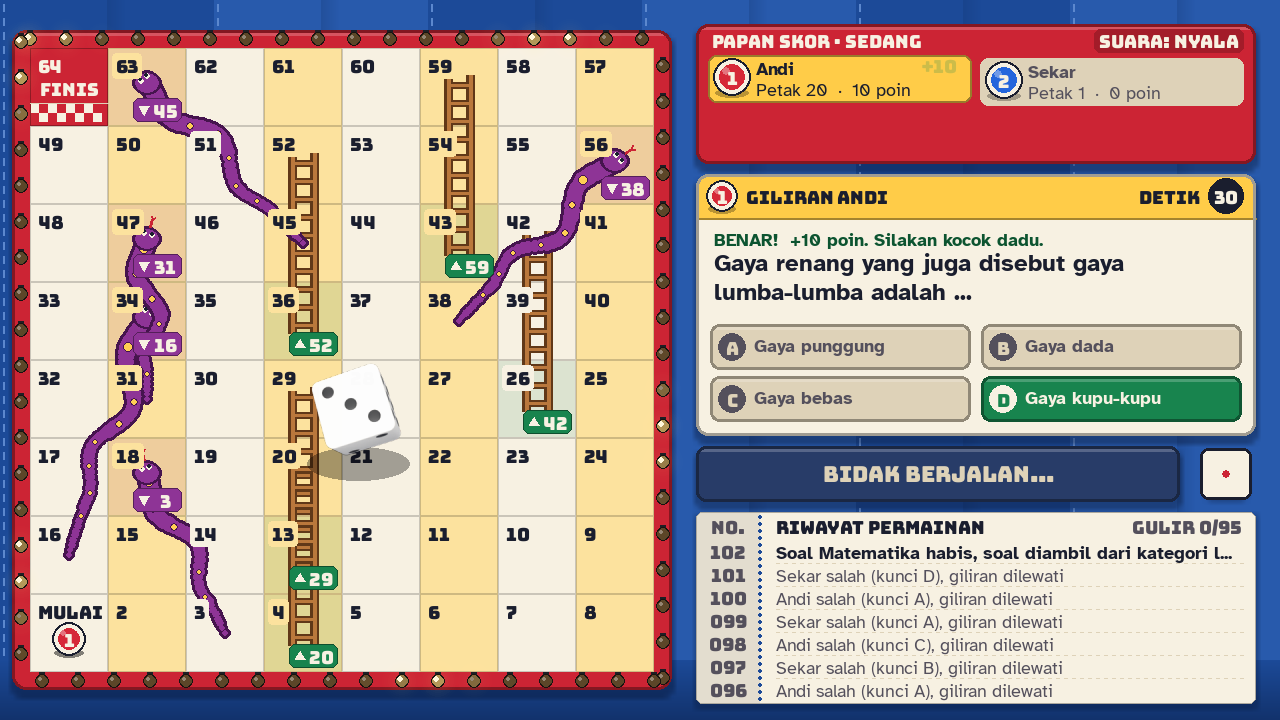 64 63 62 61 60 59 58 57
FINIS
▼45
49 50 51 52 53 54 55 56
▼38
48 47 46 45 44 43 42 41
▼31 ▲59
33 34 35 36 37 38 39 40
▼16 ▲52
32 31 30 29 27 26 25
▲42
17 18 19 20 21 22 23 24
▼3
16 15 14 13 12 11 10 9
▲29
MULAI 2 3 4 5 6 7 8
1
▲20
PAPAN SKOR • SEDANG
SUARA: NYALA
1 Andi +10
Petak 20 · 10 poin
2 Sekar
Petak 1 · 0 poin
1 GILIRAN ANDI
DETIK 30
BENAR! +10 poin. Silakan kocok dadu.
Gaya renang yang juga disebut gaya
lumba-lumba adalah ...
A Gaya punggung
B Gaya dada
C Gaya bebas
D Gaya kupu-kupu
BIDAK BERJALAN...
NO. RIWAYAT PERMAINAN GULIR 0/95
102 Soal Matematika habis, soal diambil dari kategori l...
101 Sekar salah (kunci D), giliran dilewati
100 Andi salah (kunci A), giliran dilewati
099 Sekar salah (kunci A), giliran dilewati
098 Andi salah (kunci C), giliran dilewati
097 Sekar salah (kunci B), giliran dilewati
096 Andi salah (kunci A), giliran dilewati